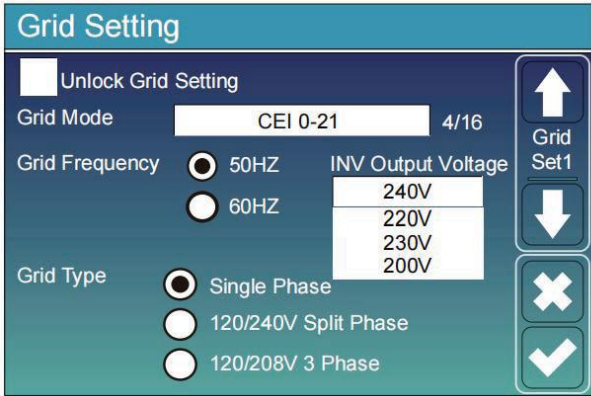 Grid Setting
Unlock Grid Setting
Grid Mode
CEI 0-21
4/16
Grid
Set1
Grid Frequency
50HZ
60HZ
INV Output Voltage
240V
220V
230V
200V
Grid Type
Single Phase
120/240V Split Phase
120/208V 3 Phase